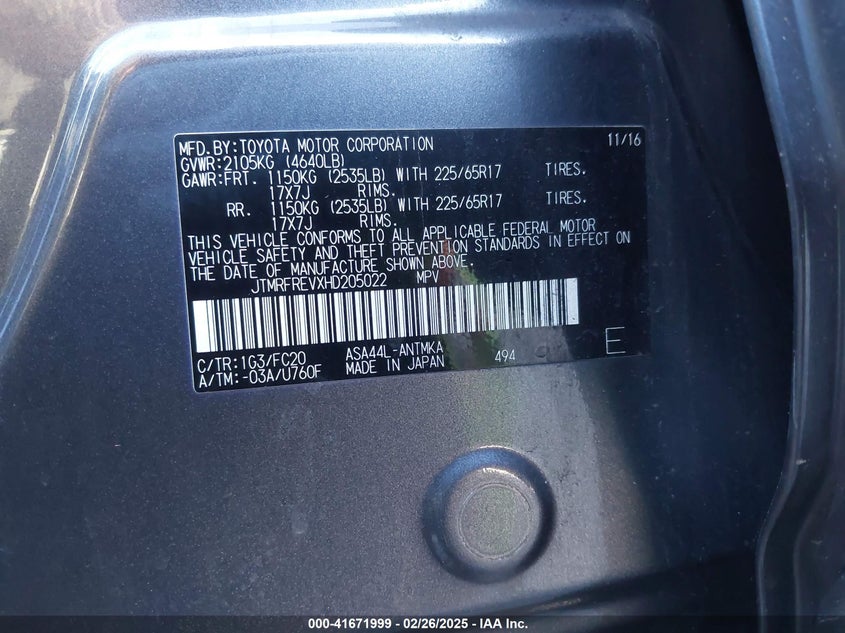 MFD.BY:TOYOTA MOTOR CORPORATION 11/16
GVWR:2105KG (4640LB)
GAWR:FRT. 1150KG (2535LB) WITH 225/65R17 TIRES.
17X7J RIMS.
RR. 1150KG (2535LB) WITH 225/65R17 TIRES.
17X7J RIMS.
THIS VEHICLE CONFORMS TO ALL APPLICABLE FEDERAL MOTOR
VEHICLE SAFETY AND THEFT PREVENTION STANDARDS IN EFFECT ON
THE DATE OF MANUFACTURE SHOWN ABOVE.
JTMRFREVXHD205022 MPV
C/TR:1G3/FC20 ASA44L-ANTMKA 494 E
A/TM:-03A/U760F MADE IN JAPAN
000-41671999 - 02/26/2025 - IAA Inc.